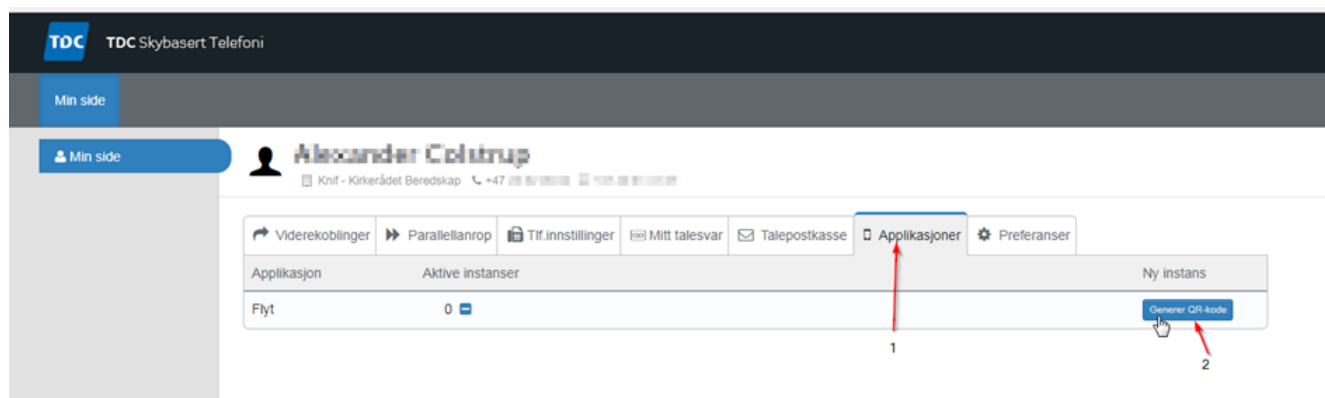 TDC TDC Skybasert Telefoni
Min side
Min side
Knif - Kirkerådet Beredskap +47
Viderekoblinger Parallellanrop Tlf.innstillinger Mitt talesvar Talepostkasse Applikasjoner Preferanser
Applikasjon Aktive instanser Ny instans
Flyt 0 Generer QR-kode
1
2